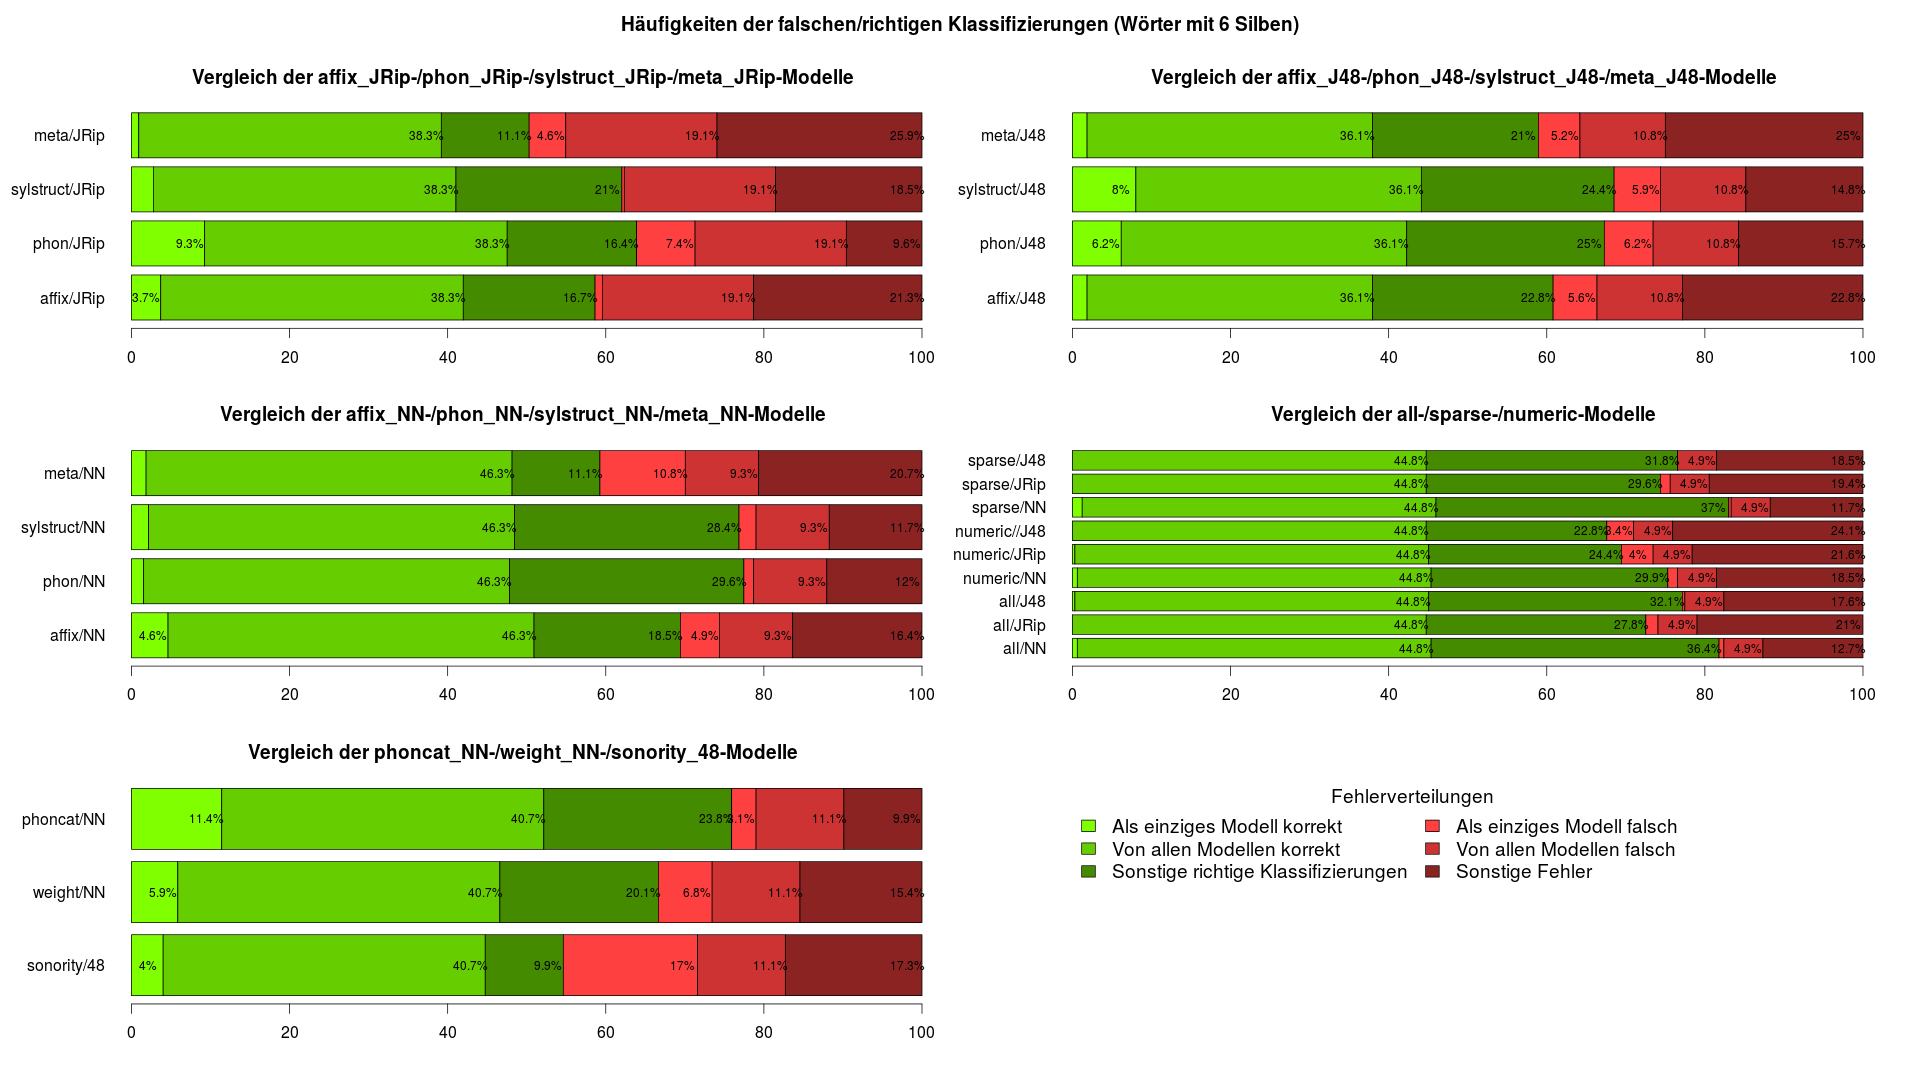 Häufigkeiten der falschen/richtigen Klassifizierungen (Wörter mit 6 Silben)
Vergleich der affix_JRip-/phon_JRip-/sylstruct_JRip-/meta_JRip-Modelle
meta/JRip 38.3% 11.1% 4.6% 19.1% 25.9%
sylstruct/JRip 38.3% 21% 19.1% 18.5%
phon/JRip 9.3% 38.3% 16.4% 7.4% 19.1% 9.6%
affix/JRip 3.7% 38.3% 16.7% 19.1% 21.3%
0 20 40 60 80 100
Vergleich der affix_J48-/phon_J48-/sylstruct_J48-/meta_J48-Modelle
meta/J48 36.1% 21% 5.2% 10.8% 25%
sylstruct/J48 8% 36.1% 24.4% 5.9% 10.8% 14.8%
phon/J48 6.2% 36.1% 25% 6.2% 10.8% 15.7%
affix/J48 36.1% 22.8% 5.6% 10.8% 22.8%
0 20 40 60 80 100
Vergleich der affix_NN-/phon_NN-/sylstruct_NN-/meta_NN-Modelle
meta/NN 46.3% 11.1% 10.8% 9.3% 20.7%
sylstruct/NN 46.3% 28.4% 9.3% 11.7%
phon/NN 46.3% 29.6% 9.3% 12%
affix/NN 4.6% 46.3% 18.5% 4.9% 9.3% 16.4%
0 20 40 60 80 100
Vergleich der all-/sparse-/numeric-Modelle
sparse/J48 44.8% 31.8% 4.9% 18.5%
sparse/JRip 44.8% 29.6% 4.9% 19.4%
sparse/NN 44.8% 37% 4.9% 11.7%
numeric//J48 44.8% 22.8% 3.4% 4.9% 24.1%
numeric/JRip 44.8% 24.4% 4% 4.9% 21.6%
numeric/NN 44.8% 29.9% 4.9% 18.5%
all/J48 44.8% 32.1% 4.9% 17.6%
all/JRip 44.8% 27.8% 4.9% 21%
all/NN 44.8% 36.4% 4.9% 12.7%
0 20 40 60 80 100
Vergleich der phoncat_NN-/weight_NN-/sonority_48-Modelle
phoncat/NN 11.4% 40.7% 23.8% 3.1% 11.1% 9.9%
weight/NN 5.9% 40.7% 20.1% 6.8% 11.1% 15.4%
sonority/48 4% 40.7% 9.9% 17% 11.1% 17.3%
0 20 40 60 80 100
Fehlerverteilungen
Als einziges Modell korrekt Als einziges Modell falsch
Von allen Modellen korrekt Von allen Modellen falsch
Sonstige richtige Klassifizierungen Sonstige Fehler